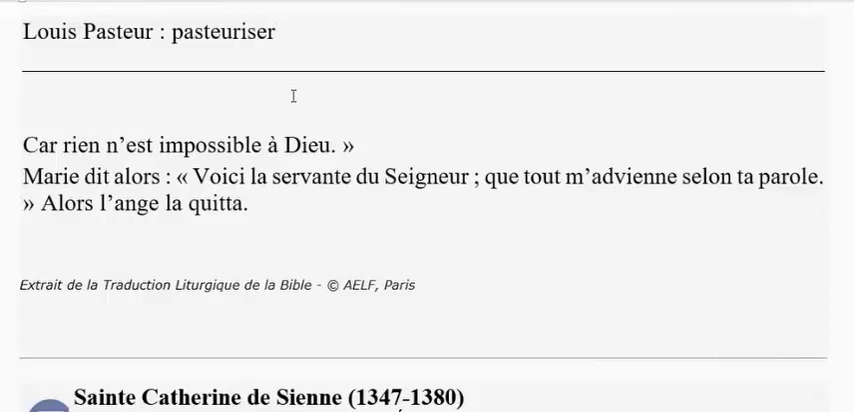 Louis Pasteur : pasteuriser
Car rien n’est impossible à Dieu. »
Marie dit alors : « Voici la servante du Seigneur ; que tout m’advienne selon ta parole.
» Alors l’ange la quitta.
Extrait de la Traduction Liturgique de la Bible - © AELF, Paris
Sainte Catherine de Sienne (1347-1380)